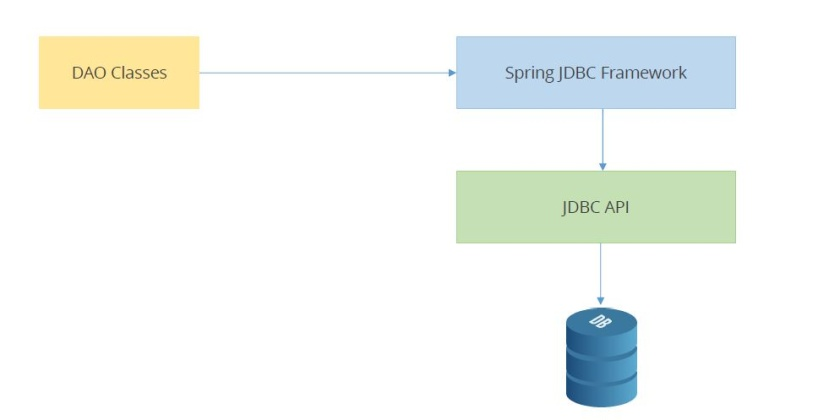 DAO Classes
Spring JDBC Framework
JDBC API
DB